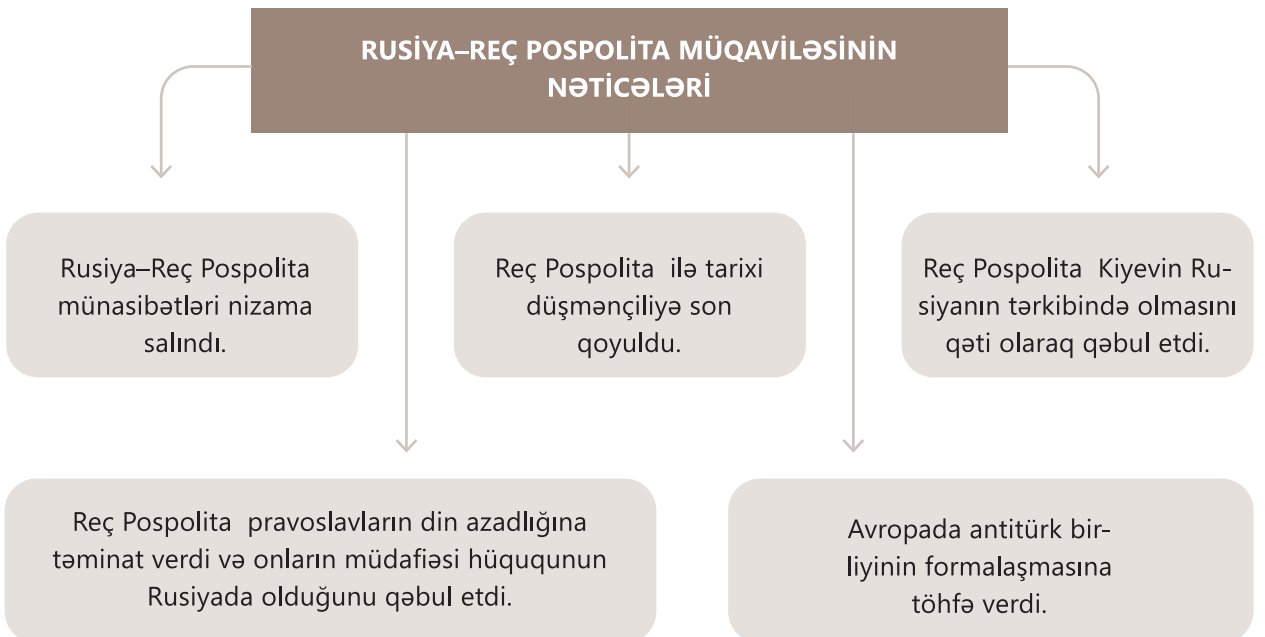 RUSİYA–REÇ POSPOLİTA MÜQAVİLƏSİNİN
NƏTİCƏLƏRİ
Rusiya–Reç Pospolita
münasibətləri nizama
salındı.
Reç Pospolita ilə tarixi
düşmənçiliyə son
qoyuldu.
Reç Pospolita Kiyevin Ru-
siyanın tərkibində olmasını
qəti olaraq qəbul etdi.
Reç Pospolita pravoslavların din azadlığına
təminat verdi və onların müdafiəsi hüququnun
Rusiyada olduğunu qəbul etdi.
Avropada antitürk bir-
liyinin formalaşmasına
töhfə verdi.